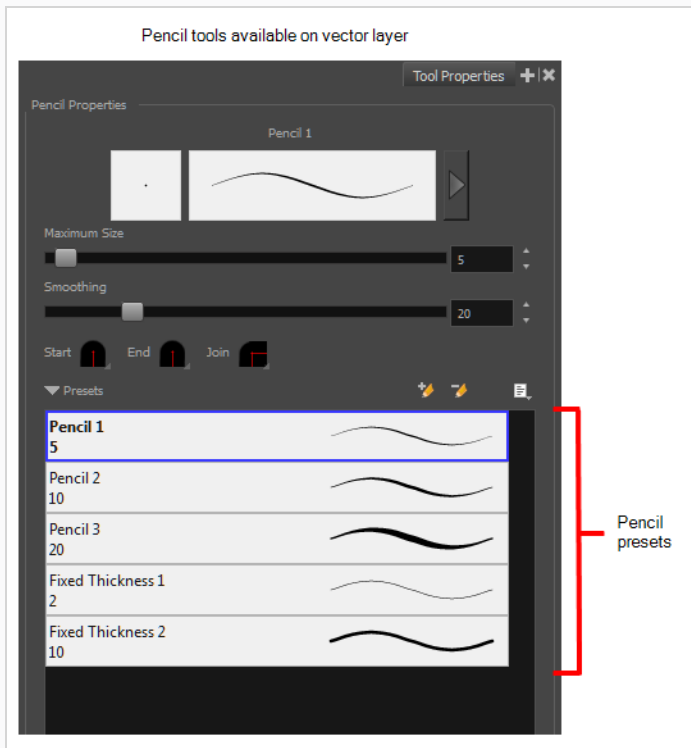 Pencil tools available on vector layer
Tool Properties
Pencil Properties
Pencil 1
Maximum Size
5
Smoothing
20
Start End Join
Presets
Pencil 1
5
Pencil 2
10
Pencil 3
20
Fixed Thickness 1
2
Fixed Thickness 2
10
Pencil
presets